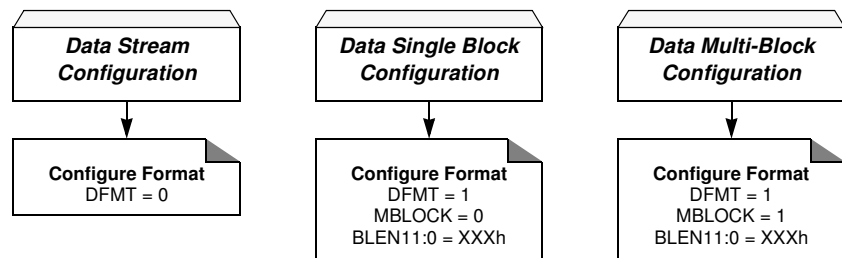 Data Stream
Configuration
Configure Format
DFMT = 0
Data Single Block
Configuration
Configure Format
DFMT = 1
MBLOCK = 0
BLEN11:0 = XXXh
Data Multi-Block
Configuration
Configure Format
DFMT = 1
MBLOCK = 1
BLEN11:0 = XXXh